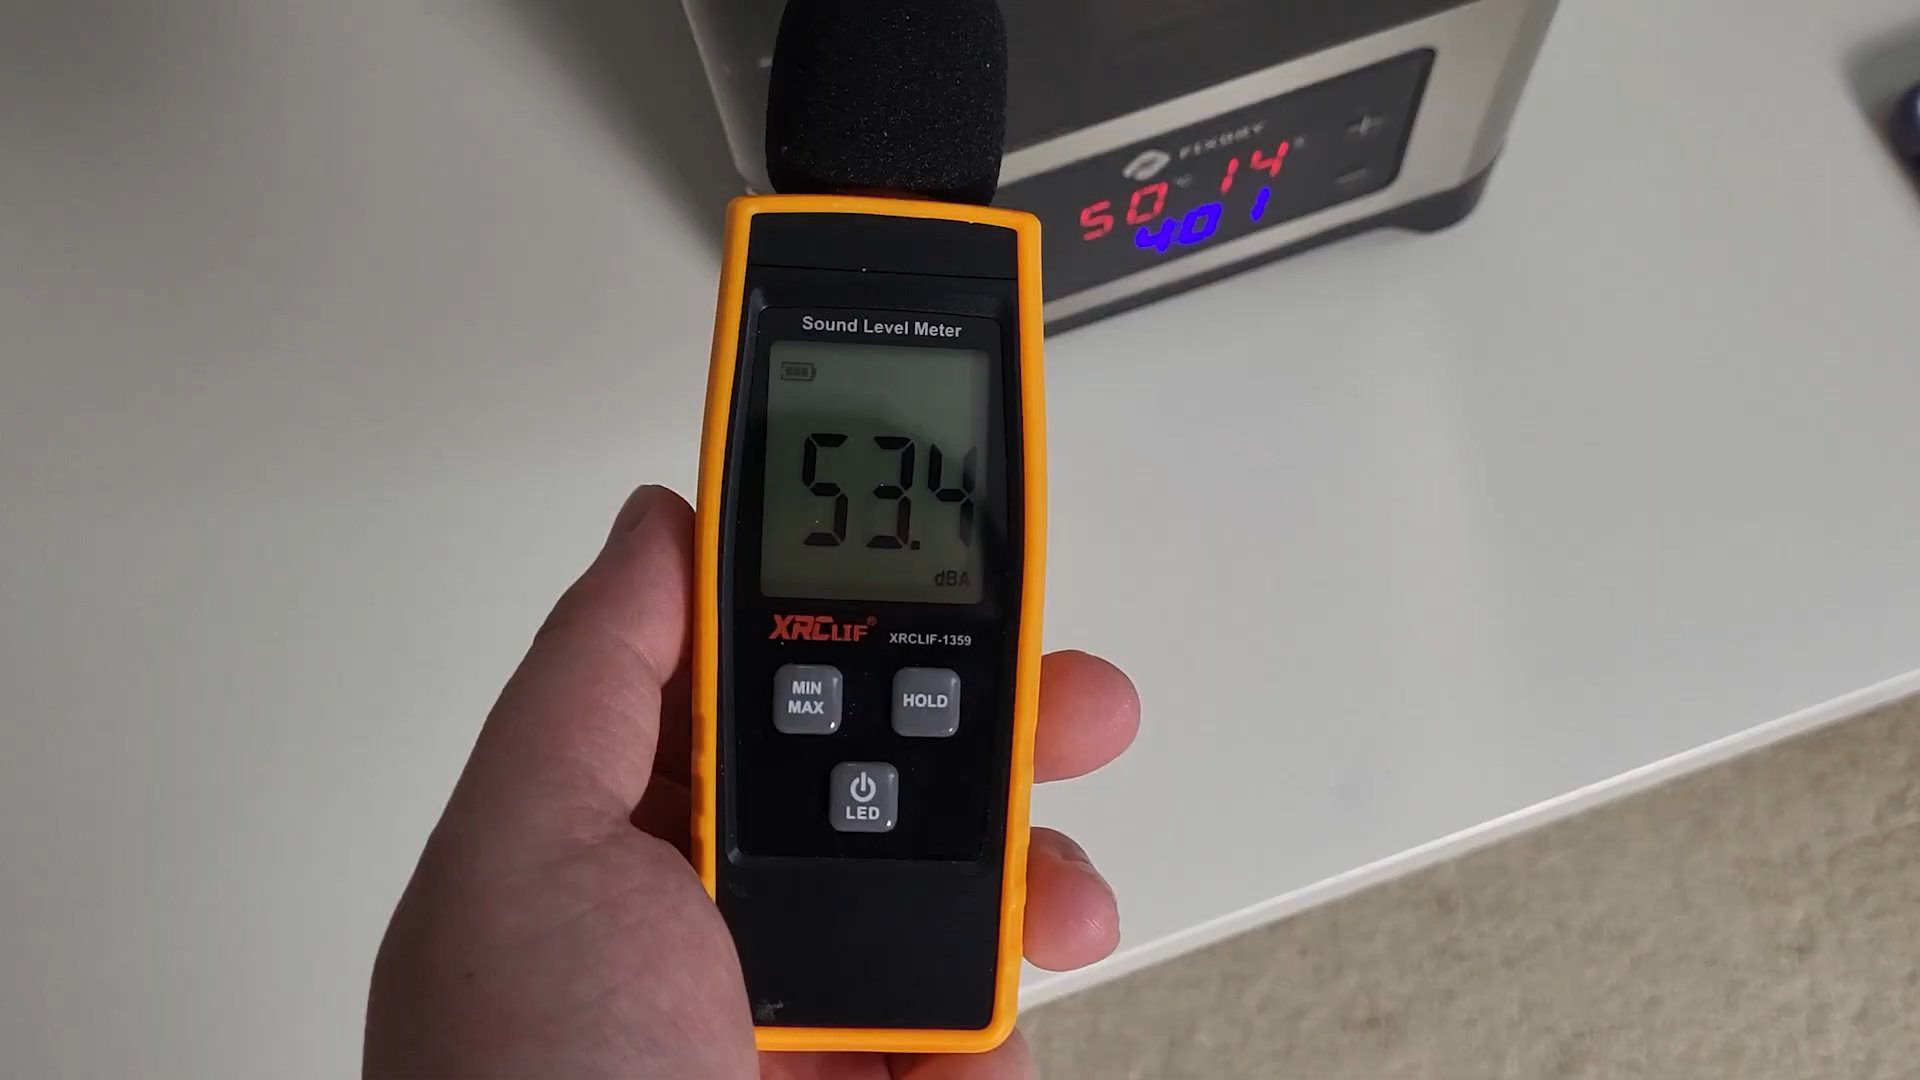 50 14
40 1
Sound Level Meter
53.4
dBA
XRCLIF® XRCLIF-1359
MIN
MAX
HOLD
LED